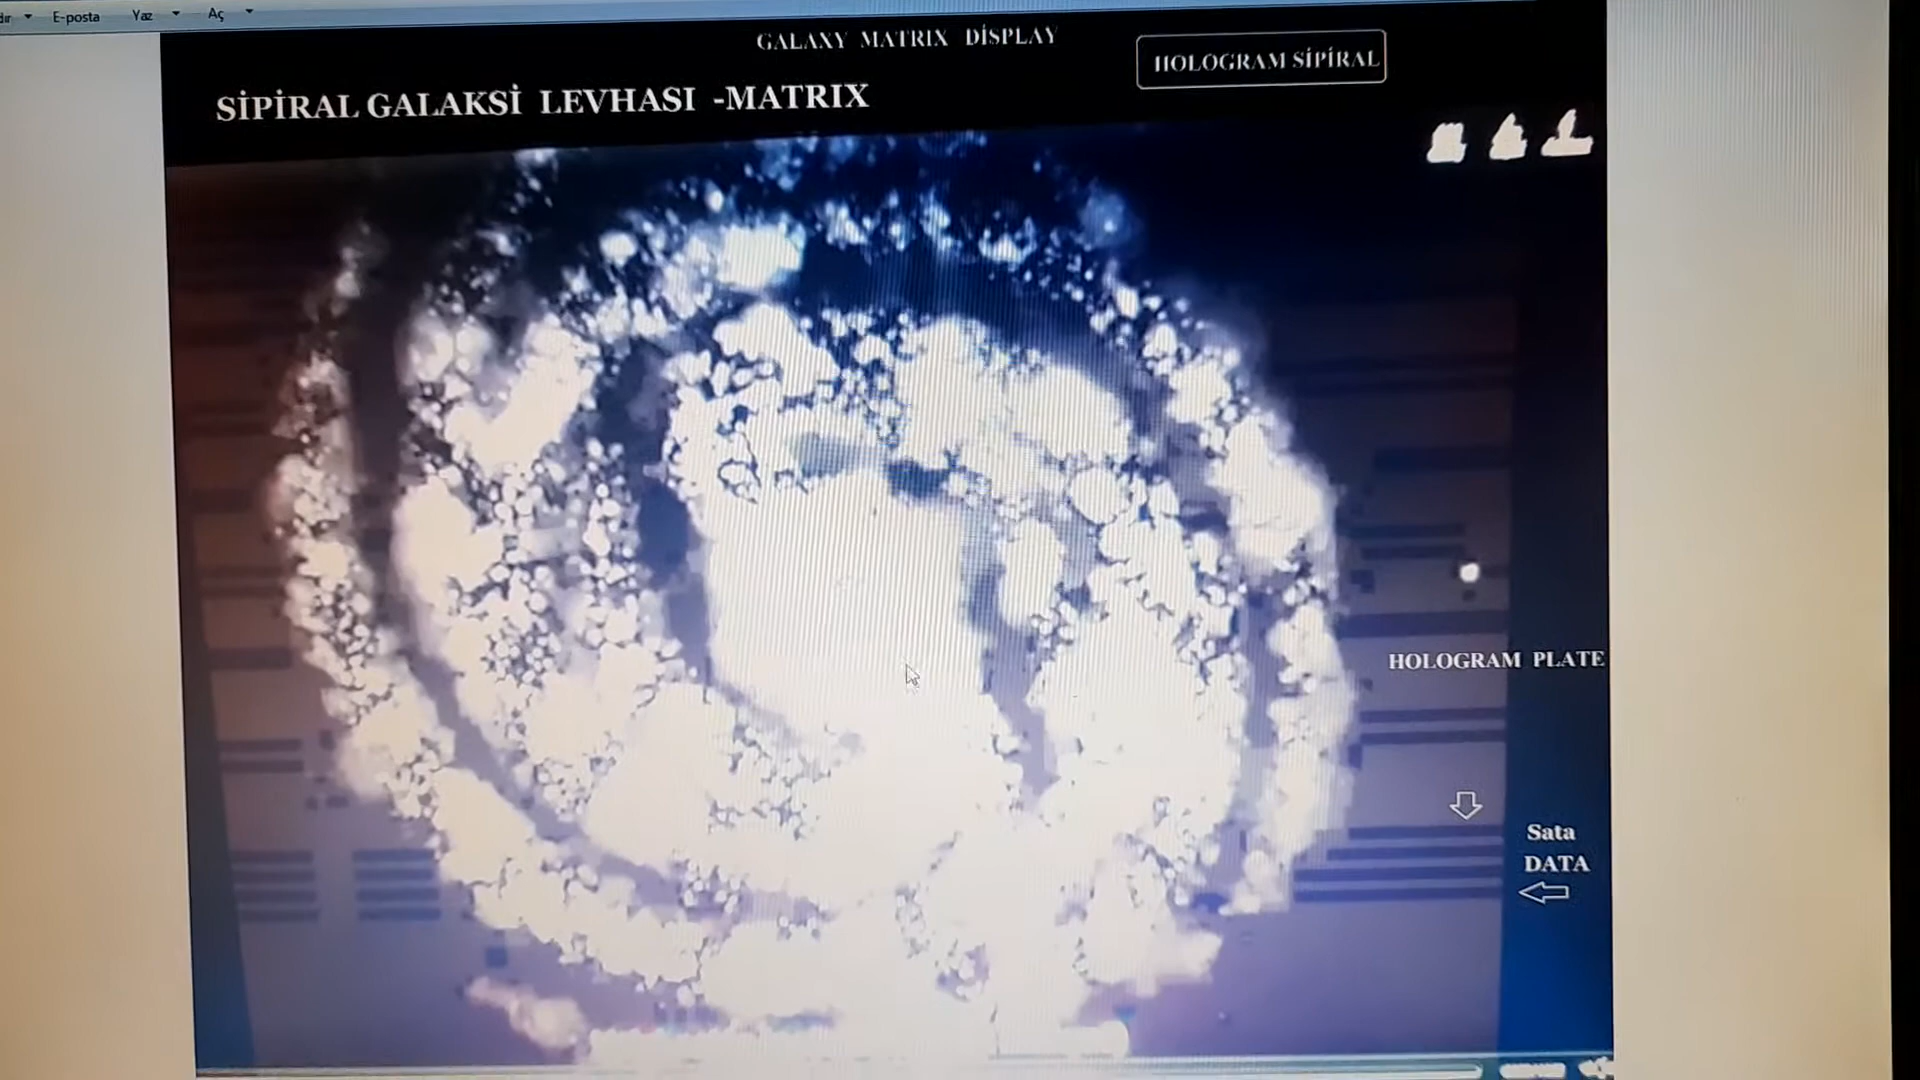 E-posta Yaz Aç
GALAXY MATRIX DİSPLAY
HOLOGRAM SİPİRAL
SİPİRAL GALAKSİ LEVHASI -MATRIX
HOLOGRAM PLATE
Sata
DATA